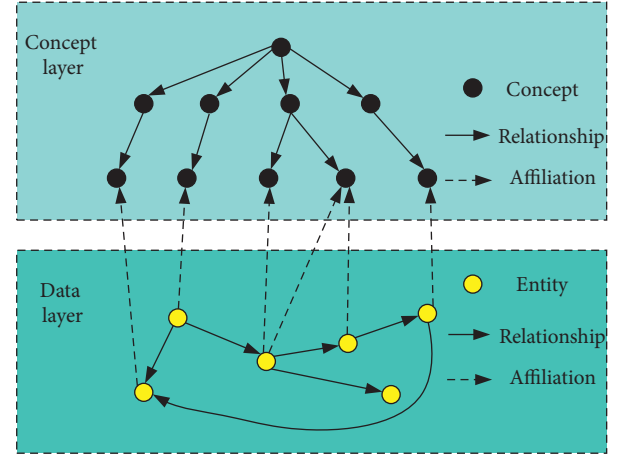 Concept
layer
Concept
Relationship
Affiliation
Data
layer
Entity
Relationship
Affiliation